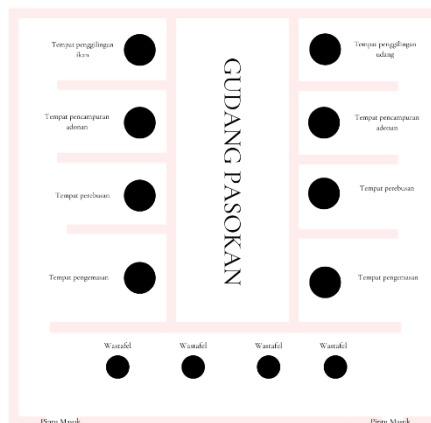 Tempat penggilingan
ikan
Tempat pencampuran
adonan
Tempat perebusan
Tempat pengemasan
GUDANG PASOKAN
Tempat penggilingan
udang
Tempat pencampuran
adonan
Tempat perebusan
Tempat pengemasan
Wastafel
Wastafel
Wastafel
Wastafel
Pintu Masuk
Pintu Masuk